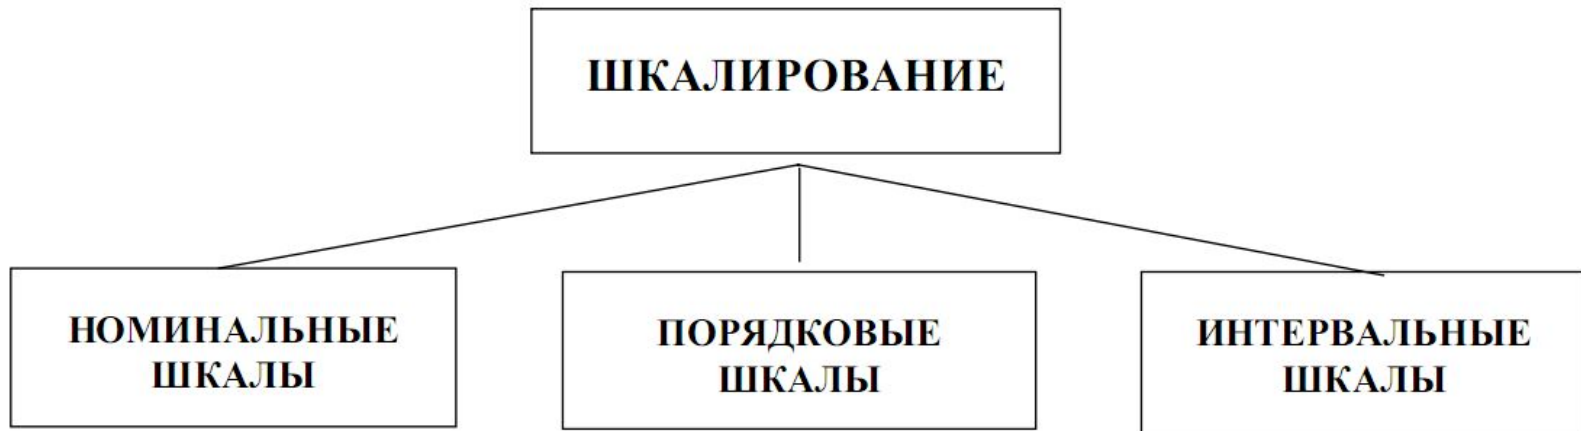 ШКАЛИРОВАНИЕ
НОМИНАЛЬНЫЕ
ШКАЛЫ
ПОРЯДКОВЫЕ
ШКАЛЫ
ИНТЕРВАЛЬНЫЕ
ШКАЛЫ